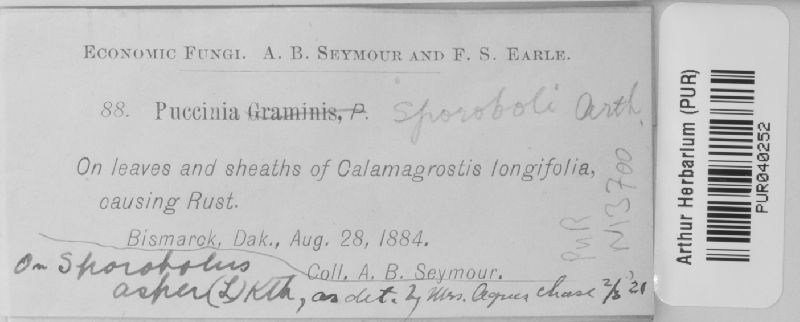 ECONOMIC FUNGI. A. B. SEYMOUR AND F. S. EARLE.
88. Puccinia Graminis, P. Sporoboli Arth.
On leaves and sheaths of Calamagrostis longifolia,
causing Rust.
Bismarck, Dak., Aug. 28, 1884.
Coll. A. B. Seymour.
On Sporobolus
asper (L) Kth, as det. by Mrs. Agnes Chase 2/3 '21
PUR
N13700
Arthur Herbarium (PUR)
PUR040252